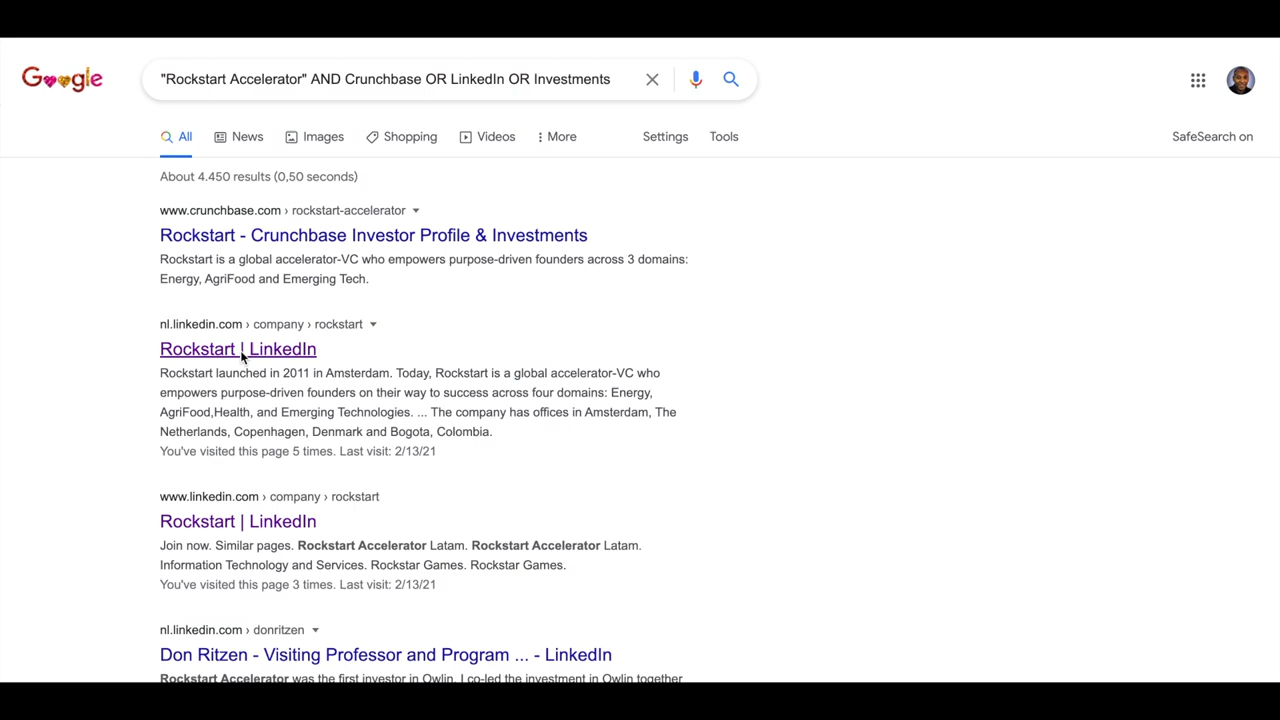 Google
"Rockstart Accelerator" AND Crunchbase OR LinkedIn OR Investments
All News Images Shopping Videos More Settings Tools SafeSearch on
About 4.450 results (0,50 seconds)
www.crunchbase.com › rockstart-accelerator
Rockstart - Crunchbase Investor Profile & Investments
Rockstart is a global accelerator-VC who empowers purpose-driven founders across 3 domains:
Energy, AgriFood and Emerging Tech.
nl.linkedin.com › company › rockstart
Rockstart | LinkedIn
Rockstart launched in 2011 in Amsterdam. Today, Rockstart is a global accelerator-VC who
empowers purpose-driven founders on their way to success across four domains: Energy,
AgriFood,Health, and Emerging Technologies. ... The company has offices in Amsterdam, The
Netherlands, Copenhagen, Denmark and Bogota, Colombia.
You've visited this page 5 times. Last visit: 2/13/21
www.linkedin.com › company › rockstart
Rockstart | LinkedIn
Join now. Similar pages. Rockstart Accelerator Latam. Rockstart Accelerator Latam.
Information Technology and Services. Rockstar Games. Rockstar Games.
You've visited this page 3 times. Last visit: 2/13/21
nl.linkedin.com › donritzen
Don Ritzen - Visiting Professor and Program ... - LinkedIn
Rockstart Accelerator was the first investor in Owlin. I co-led the investment in Owlin together